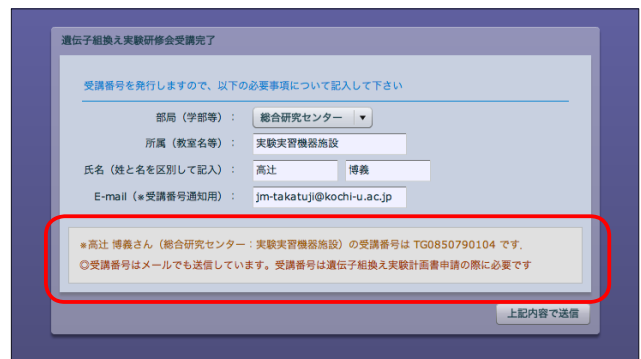 遺伝子組換え実験研修会受講完了
受講番号を発行しますので、以下の必要事項について記入して下さい
部局（学部等）： 総合研究センター
所属（教室名等）： 実験実習機器施設
氏名（姓と名を区別して記入）： 高辻 博義
E-mail（※受講番号通知用）： jm-takatuji@kochi-u.ac.jp
※高辻 博義さん（総合研究センター：実験実習機器施設）の受講番号は TG0850790104 です.
◎受講番号はメールでも送信しています。受講番号は遺伝子組換え実験計画書申請の際に必要です
上記内容で送信